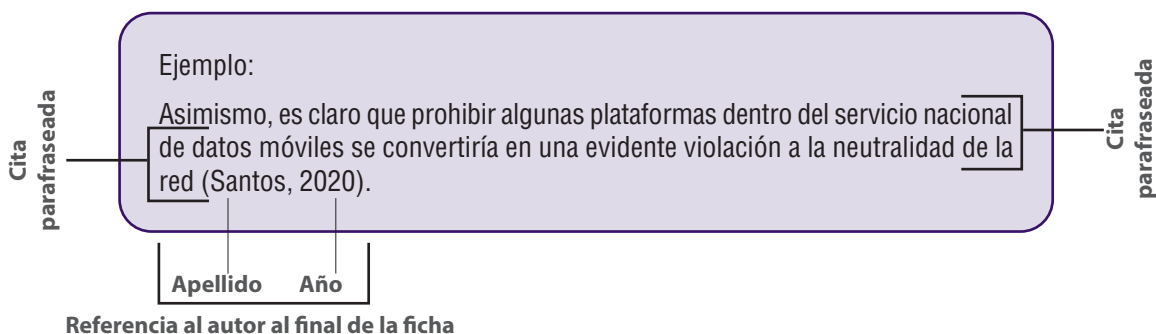 Ejemplo:
Asimismo, es claro que prohibir algunas plataformas dentro del servicio nacional
de datos móviles se convertiría en una evidente violación a la neutralidad de la
red (Santos, 2020).
Cita
parafraseada
Cita
parafraseada
Apellido Año
Referencia al autor al final de la ficha